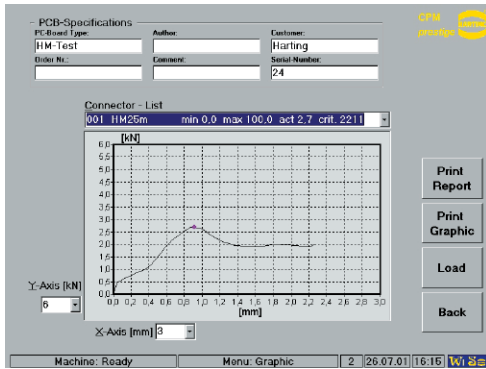 PCB-Specifications
PC-Board Type: Author: Customer:
HM-Test Harting
Order Nr.: Comment: Serial-Number:
24
CPM
prestige HARTING
Connector - List
001 HM25m min 0,0 max 100,0 act 2,7 crit. 2211
[kN]
6,0
5,5
5,0
4,5
4,0
3,5
3,0
2,5
2,0
1,5
1,0
0,5
0,0
0,0 0,2 0,4 0,6 0,8 1,0 1,2 1,4 1,6 1,8 2,0 2,2 2,4 2,6 2,8 3,0
[mm]
Y-Axis [kN]
6
X-Axis [mm] 3
Print
Report
Print
Graphic
Load
Back
Machine: Ready Menu: Graphic 2 26.07.01 16:15